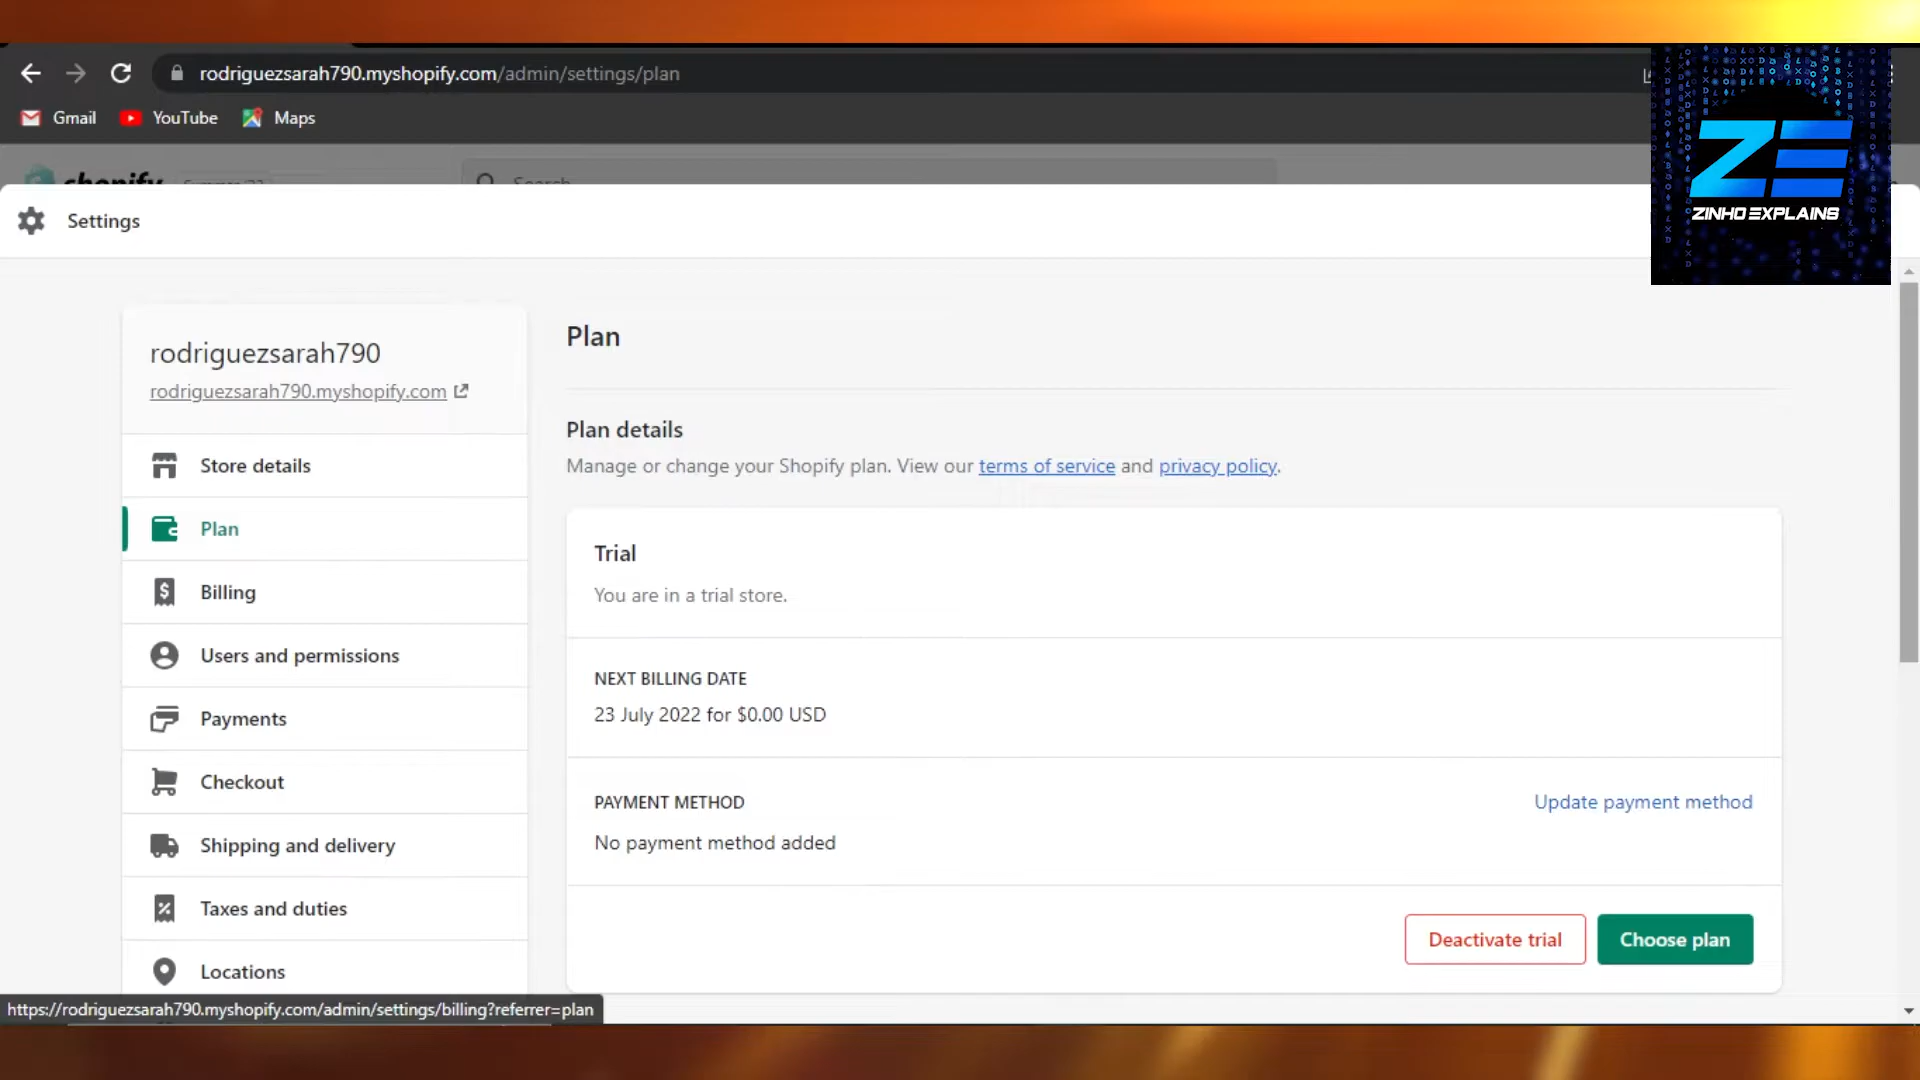 rodriguezsarah790.myshopify.com/admin/settings/plan
Gmail YouTube Maps
shopify Search
ZE
ZINHO EXPLAINS
Settings
rodriguezsarah790
rodriguezsarah790.myshopify.com
Store details
Plan
Billing
Users and permissions
Payments
Checkout
Shipping and delivery
Taxes and duties
Locations
Plan
Plan details
Manage or change your Shopify plan. View our terms of service and privacy policy.
Trial
You are in a trial store.
NEXT BILLING DATE
23 July 2022 for $0.00 USD
PAYMENT METHOD Update payment method
No payment method added
Deactivate trial Choose plan
https://rodriguezsarah790.myshopify.com/admin/settings/billing?referrer=plan